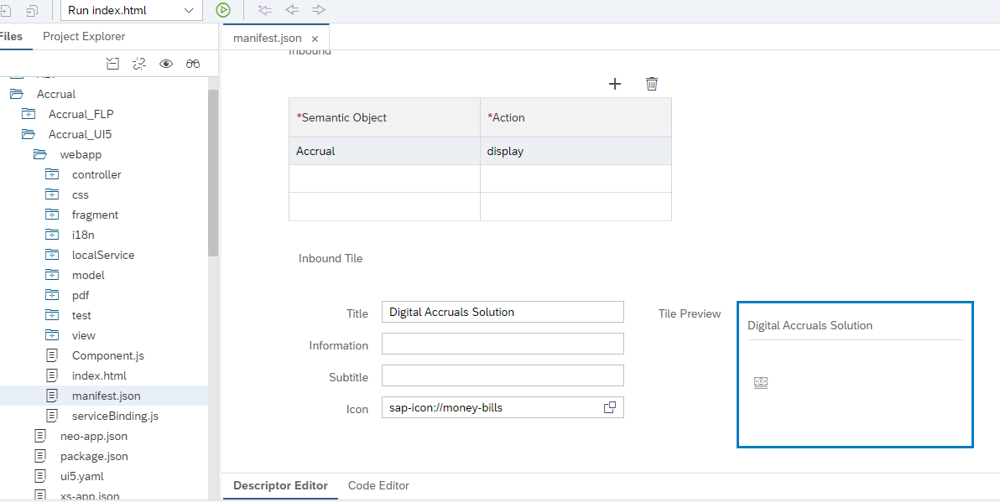 Run index.html
Files
Project Explorer
Accrual
Accrual_FLP
Accrual_UI5
webapp
controller
css
fragment
i18n
localService
model
pdf
test
view
Component.js
index.html
manifest.json
serviceBinding.js
neo-app.json
package.json
ui5.yaml
xs-app.json
manifest.json ×
Inbound
*Semantic Object
*Action
Accrual
display
Inbound Tile
Title
Digital Accruals Solution
Information
Subtitle
Icon
sap-icon://money-bills
Tile Preview
Digital Accruals Solution
Descriptor Editor
Code Editor